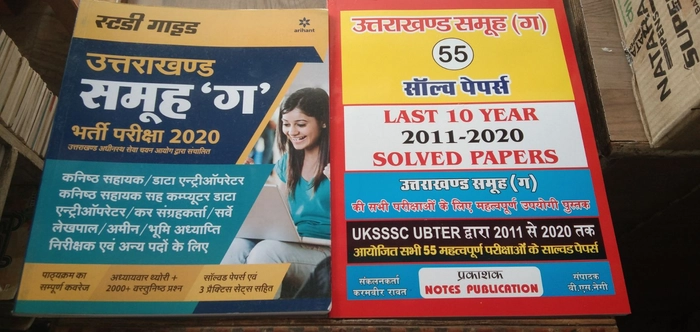 स्टडी गाइड
arihant
उत्तराखण्ड
समूह ‘ग’
भर्ती परीक्षा 2020
उत्तराखण्ड अधीनस्थ सेवा चयन आयोग द्वारा संचालित
कनिष्ठ सहायक/डाटा एन्ट्रीऑपरेटर
कनिष्ठ सहायक सह कम्प्यूटर डाटा
एन्ट्रीऑपरेटर/कर संग्रहकर्ता/सर्वे
लेखपाल/अमीन/भूमि अध्याप्ति
निरीक्षक एवं अन्य पदों के लिए
पाठ्यक्रम का
सम्पूर्ण कवरेज
अध्यायवार थ्योरी +
2000+ वस्तुनिष्ठ प्रश्न
सॉल्वड पेपर्स एवं
3 प्रैक्टिस सेट्स सहित
उत्तराखण्ड समूह (ग)
55
सॉल्व पेपर्स
LAST 10 YEAR
2011-2020
SOLVED PAPERS
उत्तराखण्ड समूह (ग)
की सभी परीक्षाओं के लिए महत्वपूर्ण उपयोगी पुस्तक
UKSSSC UBTER द्वारा 2011 से 2020 तक
आयोजित सभी 55 महत्वपूर्ण परीक्षाओं के साल्वड पेपर्स
संकलनकर्ता
करमबीर रावत
प्रकाशक
NOTES PUBLICATION
संपादक
वी.एस.नेगी